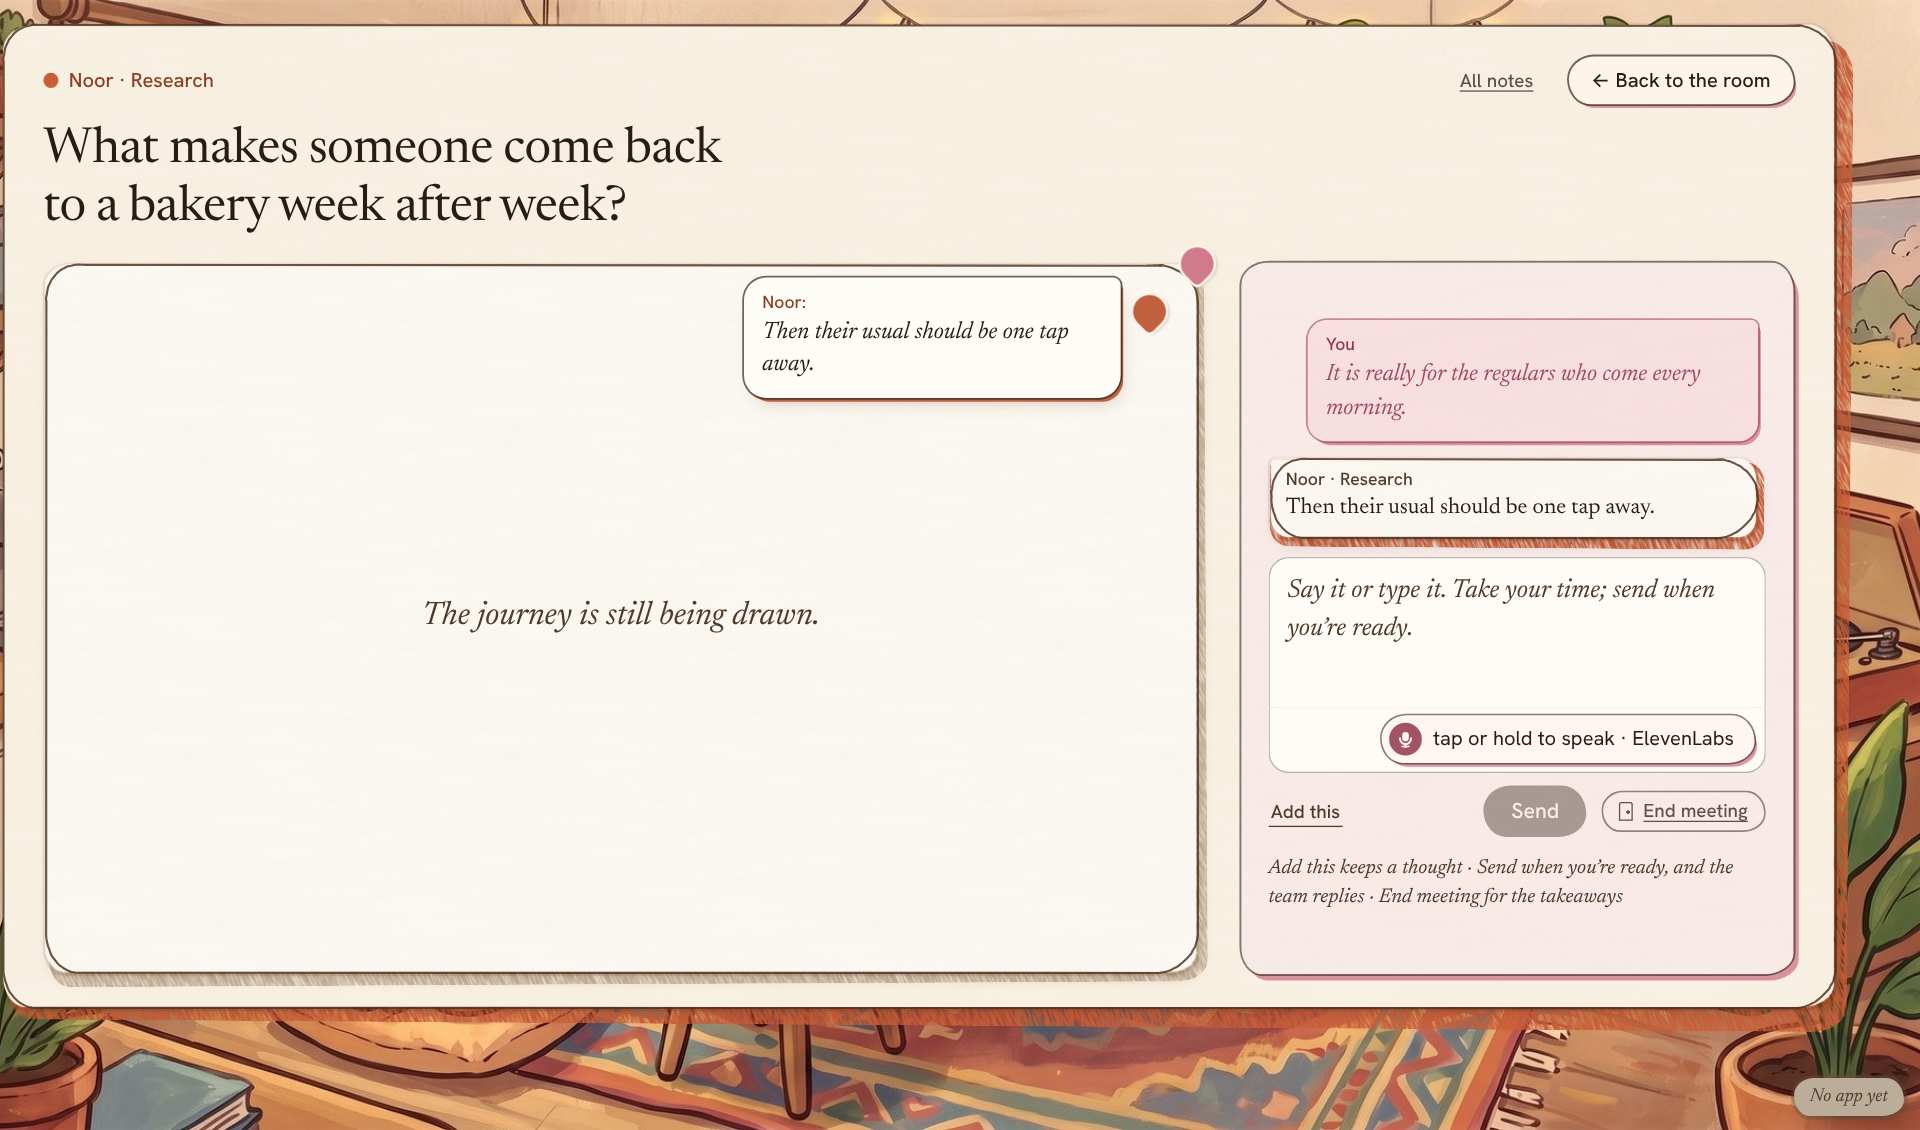 Noor · Research
All notes
← Back to the room
What makes someone come back
to a bakery week after week?
Noor:
Then their usual should be one tap
away.
The journey is still being drawn.
You
It is really for the regulars who come every
morning.
Noor · Research
Then their usual should be one tap away.
Say it or type it. Take your time; send when
you’re ready.
tap or hold to speak · ElevenLabs
Add this
Send
End meeting
Add this keeps a thought · Send when you’re ready, and the
team replies · End meeting for the takeaways
No app yet